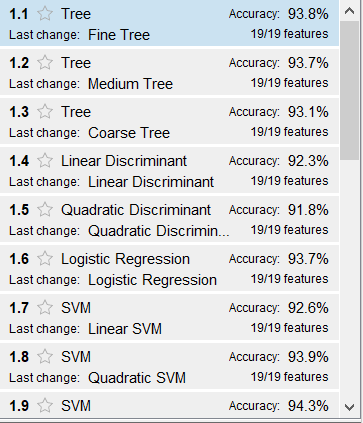 1.1 Tree Accuracy: 93.8%
Last change: Fine Tree 19/19 features
1.2 Tree Accuracy: 93.7%
Last change: Medium Tree 19/19 features
1.3 Tree Accuracy: 93.1%
Last change: Coarse Tree 19/19 features
1.4 Linear Discriminant Accuracy: 92.3%
Last change: Linear Discriminant 19/19 features
1.5 Quadratic Discriminant Accuracy: 91.8%
Last change: Quadratic Discrimin... 19/19 features
1.6 Logistic Regression Accuracy: 93.7%
Last change: Logistic Regression 19/19 features
1.7 SVM Accuracy: 92.6%
Last change: Linear SVM 19/19 features
1.8 SVM Accuracy: 93.9%
Last change: Quadratic SVM 19/19 features
1.9 SVM Accuracy: 94.3%